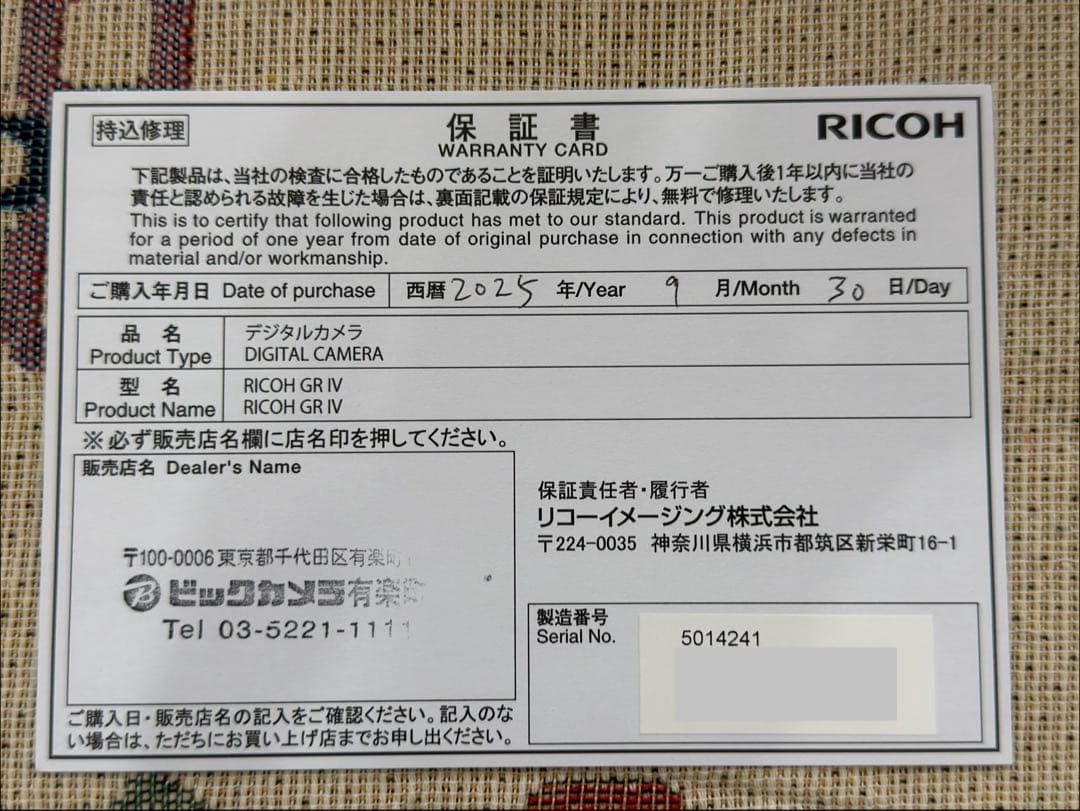 持込修理
保証書
WARRANTY CARD
RICOH
下記製品は、当社の検査に合格したものであることを証明いたします。万一ご購入後1年以内に当社の
責任と認められる故障を生じた場合は、裏面記載の保証規定により、無料で修理いたします。
This is to certify that following product has met to our standard. This product is warranted
for a period of one year from date of original purchase in connection with any defects in
material and/or workmanship.
ご購入年月日 Date of purchase 西暦 2025 年/Year 9 月/Month 30 日/Day
品名 デジタルカメラ
Product Type DIGITAL CAMERA
型名 RICOH GR IV
Product Name RICOH GR IV
※必ず販売店名欄に店名印を押してください。
販売店名 Dealer's Name
〒100-0006 東京都千代田区有楽町
ビックカメラ有楽町
Tel 03-5221-1111
ご購入日・販売店名の記入をご確認ください。記入のな
い場合は、ただちにお買い上げ店までお申し出ください。
保証責任者・履行者
リコーイメージング株式会社
〒224-0035 神奈川県横浜市都筑区新栄町16-1
製造番号
Serial No.
5014241